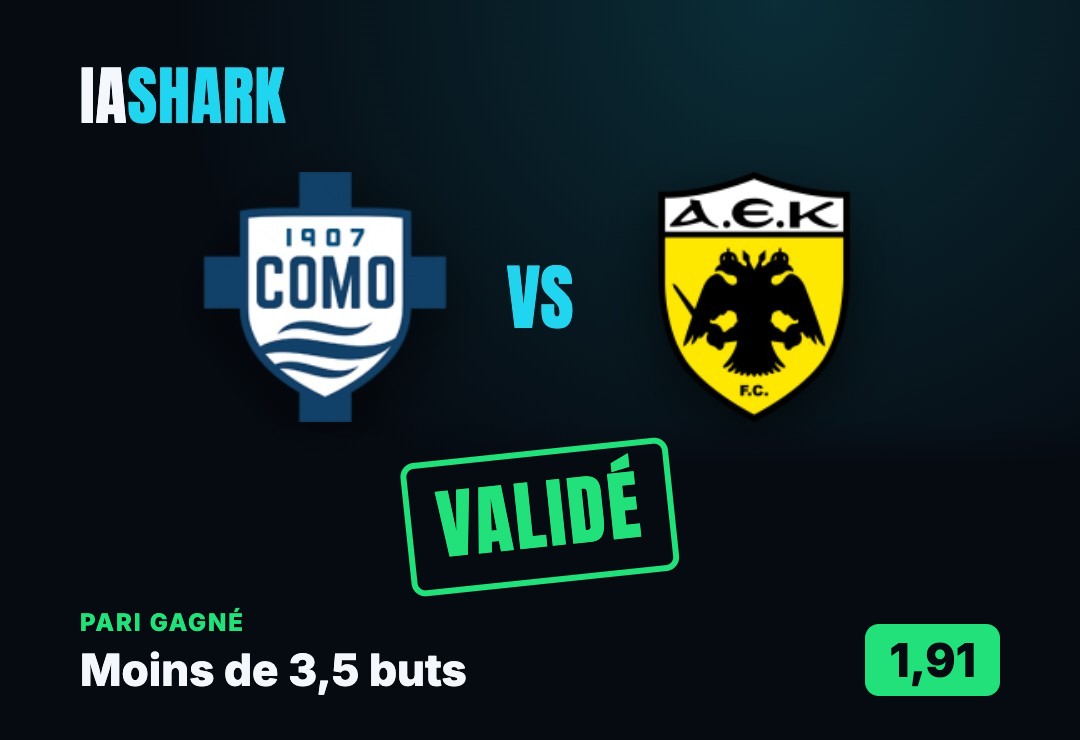 IASHARK
1907
COMO
VS
A.E.K
F.C.
VALIDÉ
PARI GAGNÉ
Moins de 3,5 buts
1,91